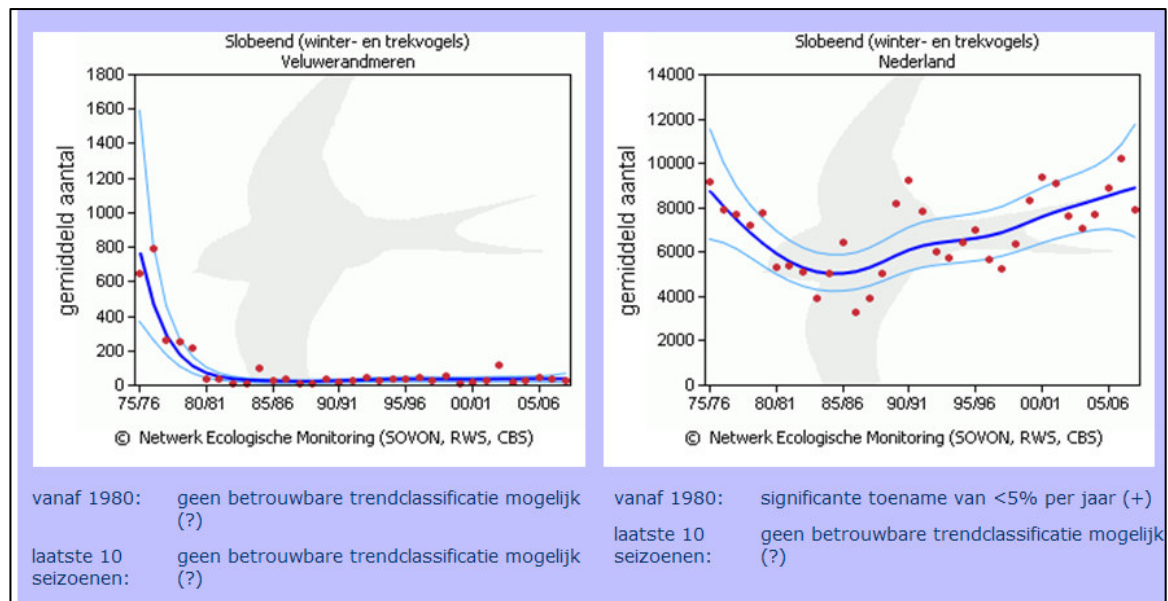 Slobeend (winter- en trekvogels)
Veluwerandmeren
gemiddeld aantal
1800
1600
1400
1200
1000
800
600
400
200
0
75/76 80/81 85/86 90/91 95/96 00/01 05/06
© Netwerk Ecologische Monitoring (SOVON, RWS, CBS)
vanaf 1980: geen betrouwbare trendclassificatie mogelijk
(?)
laatste 10 geen betrouwbare trendclassificatie mogelijk
seizoenen: (?)
Slobeend (winter- en trekvogels)
Nederland
gemiddeld aantal
14000
12000
10000
8000
6000
4000
2000
0
75/76 80/81 85/86 90/91 95/96 00/01 05/06
© Netwerk Ecologische Monitoring (SOVON, RWS, CBS)
vanaf 1980: significante toename van <5% per jaar (+)
laatste 10 geen betrouwbare trendclassificatie mogelijk
seizoenen: (?)